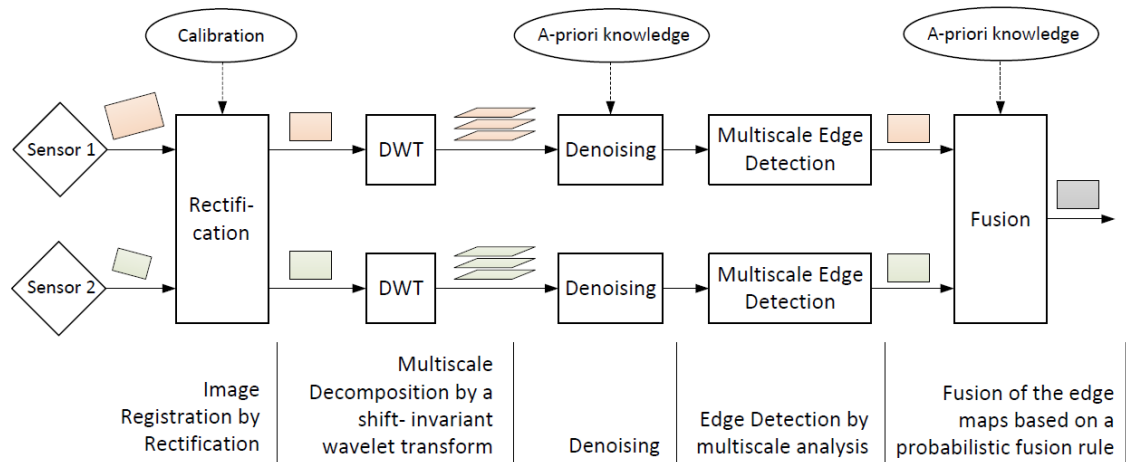 Calibration
A-priori knowledge
A-priori knowledge
Sensor 1
Rectifi-
cation
DWT
Denoising
Multiscale Edge
Detection
Fusion
Sensor 2
DWT
Denoising
Multiscale Edge
Detection
Image
Registration by
Rectification
Multiscale
Decomposition by a
shift- invariant
wavelet transform
Denoising
Edge Detection by
multiscale analysis
Fusion of the edge
maps based on a
probabilistic fusion rule